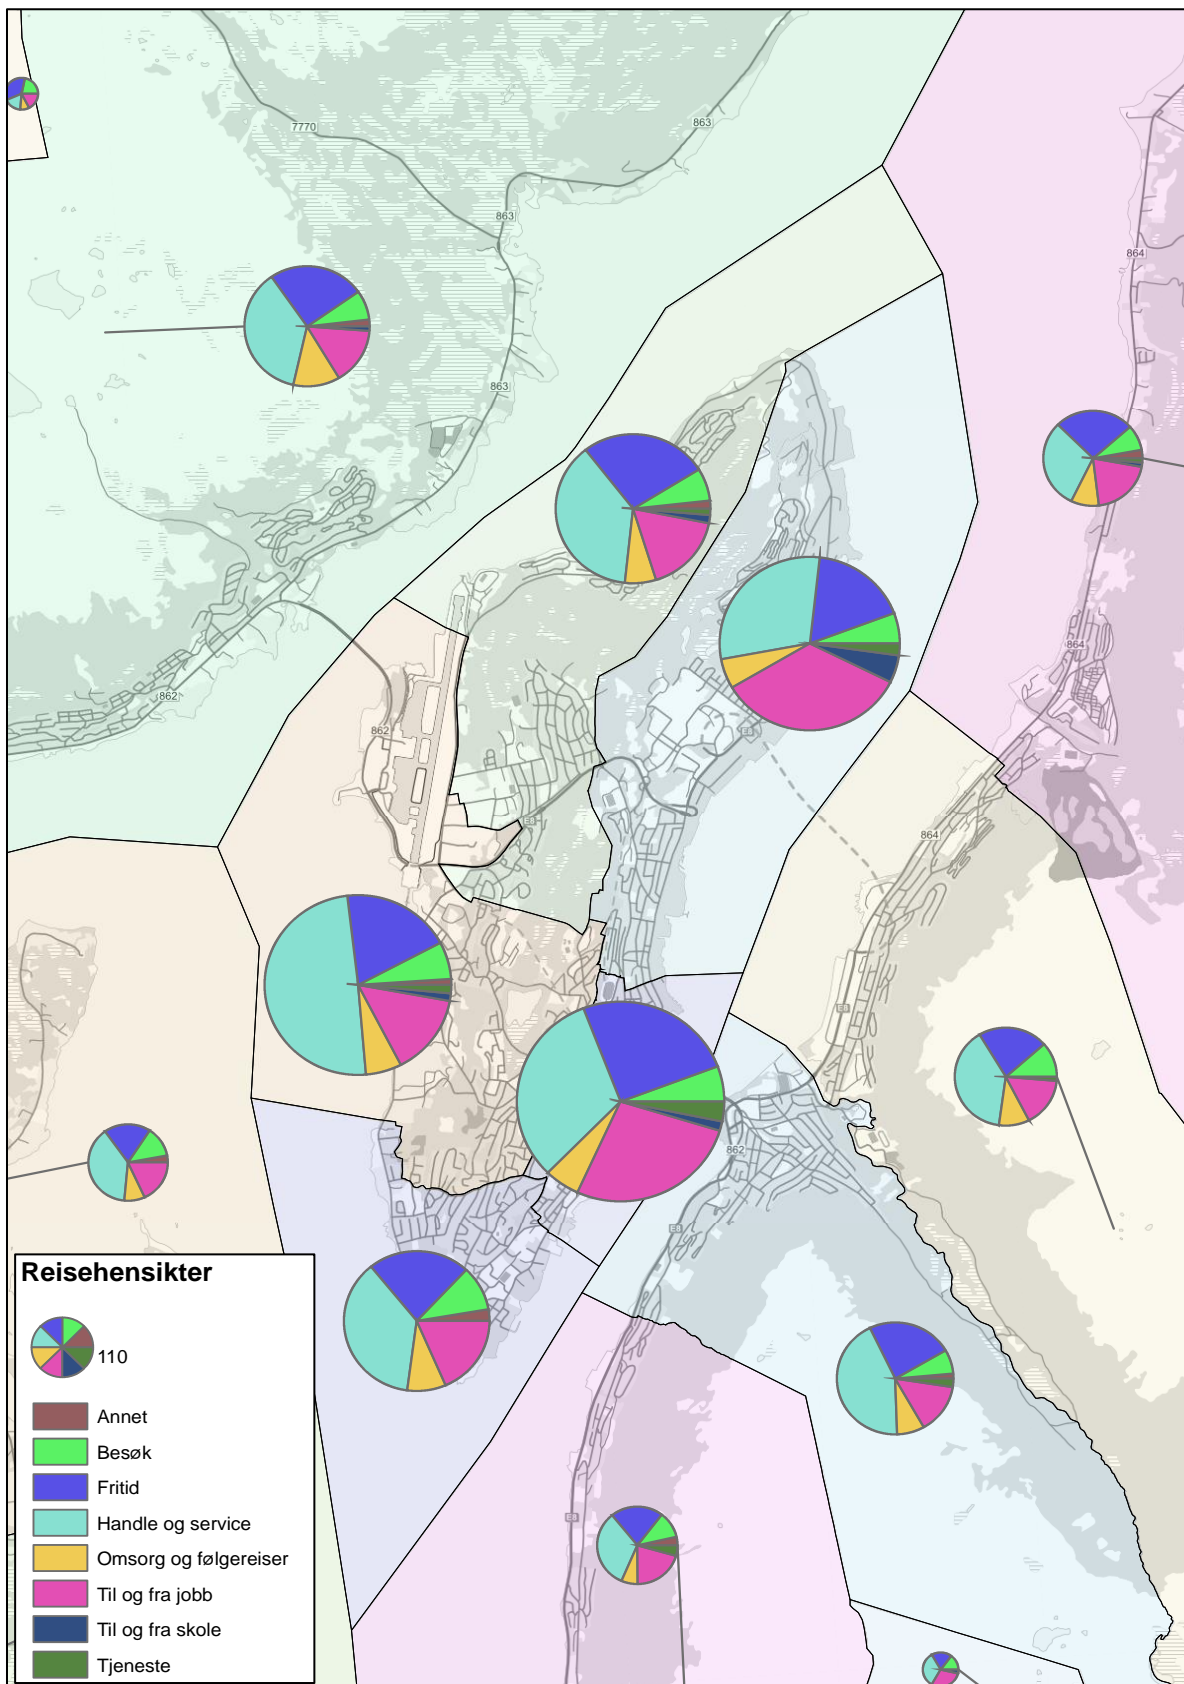 7770
863
863
864
863
864
862
862
E8
E8
864
E8
862
E8
E8
Reisehensikter
110
Annet
Besøk
Fritid
Handle og service
Omsorg og følgereiser
Til og fra jobb
Til og fra skole
Tjeneste